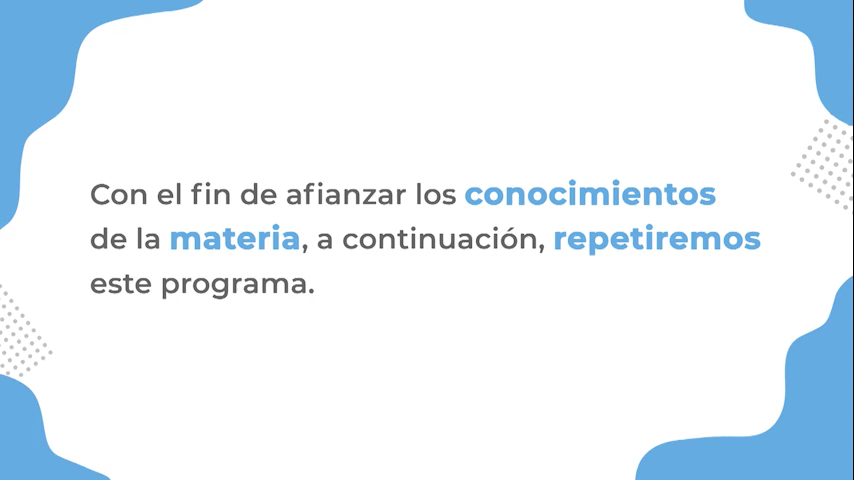 Con el fin de afianzar los conocimientos
de la materia, a continuación, repetiremos
este programa.